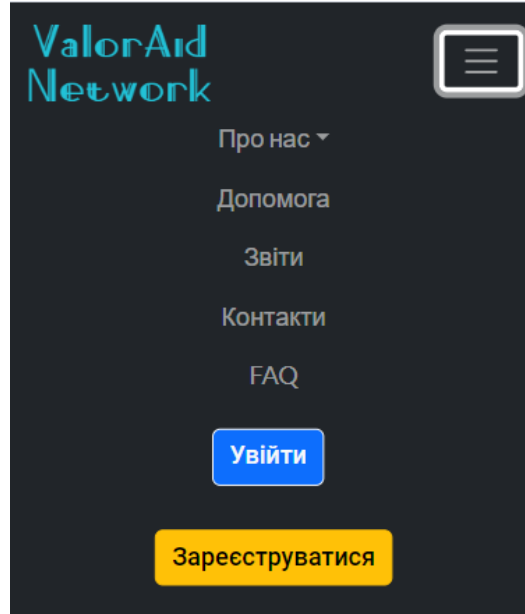 ValorAid
Network
Про нас
Допомога
Звіти
Контакти
FAQ
Увійти
Зареєструватися